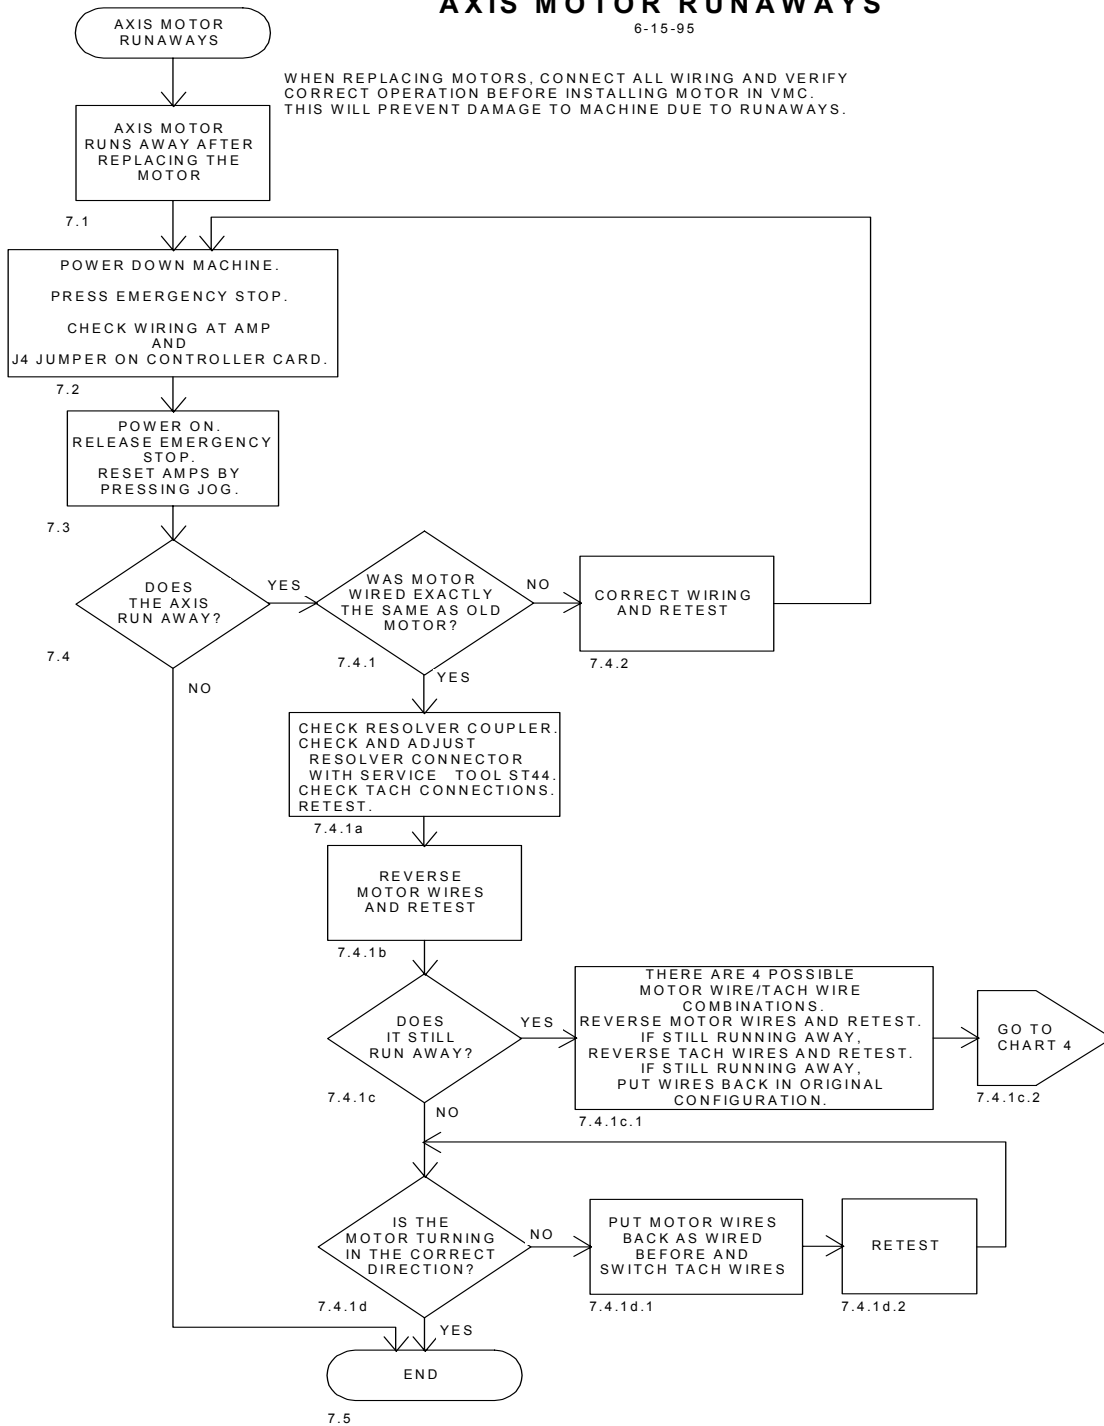 AXIS MOTOR RUNAWAYS
6-15-95
AXIS MOTOR
RUNAWAYS
WHEN REPLACING MOTORS, CONNECT ALL WIRING AND VERIFY
CORRECT OPERATION BEFORE INSTALLING MOTOR IN VMC.
THIS WILL PREVENT DAMAGE TO MACHINE DUE TO RUNAWAYS.
AXIS MOTOR
RUNS AWAY AFTER
REPLACING THE
MOTOR
7.1
POWER DOWN MACHINE.
PRESS EMERGENCY STOP.
CHECK WIRING AT AMP
AND
J4 JUMPER ON CONTROLLER CARD.
7.2
POWER ON.
RELEASE EMERGENCY
STOP.
RESET AMPS BY
PRESSING JOG.
7.3
DOES
THE AXIS
RUN AWAY?
7.4
YES
NO
WAS MOTOR
WIRED EXACTLY
THE SAME AS OLD
MOTOR?
7.4.1
NO
YES
CORRECT WIRING
AND RETEST
7.4.2
CHECK RESOLVER COUPLER.
CHECK AND ADJUST
RESOLVER CONNECTOR
WITH SERVICE TOOL ST44.
CHECK TACH CONNECTIONS.
RETEST.
7.4.1a
REVERSE
MOTOR WIRES
AND RETEST
7.4.1b
DOES
IT STILL
RUN AWAY?
7.4.1c
YES
NO
THERE ARE 4 POSSIBLE
MOTOR WIRE/TACH WIRE
COMBINATIONS.
REVERSE MOTOR WIRES AND RETEST.
IF STILL RUNNING AWAY,
REVERSE TACH WIRES AND RETEST.
IF STILL RUNNING AWAY,
PUT WIRES BACK IN ORIGINAL
CONFIGURATION.
7.4.1c.1
GO TO
CHART 4
7.4.1c.2
IS THE
MOTOR TURNING
IN THE CORRECT
DIRECTION?
7.4.1d
NO
YES
PUT MOTOR WIRES
BACK AS WIRED
BEFORE AND
SWITCH TACH WIRES
7.4.1d.1
RETEST
7.4.1d.2
END
7.5